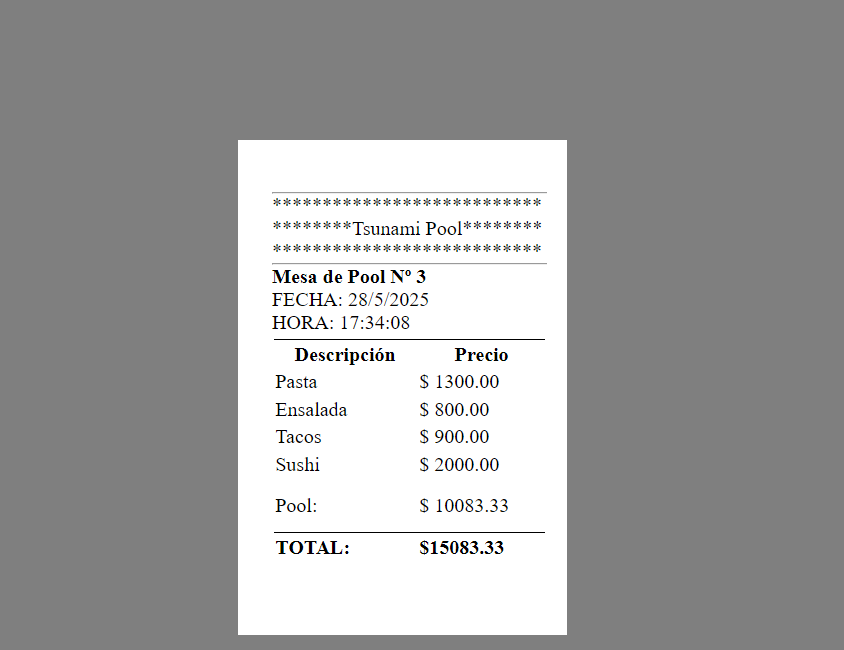 ***************************
********Tsunami Pool********
***************************
Mesa de Pool Nº 3
FECHA: 28/5/2025
HORA: 17:34:08
Descripción Precio
Pasta $ 1300.00
Ensalada $ 800.00
Tacos $ 900.00
Sushi $ 2000.00
Pool: $ 10083.33
TOTAL: $15083.33